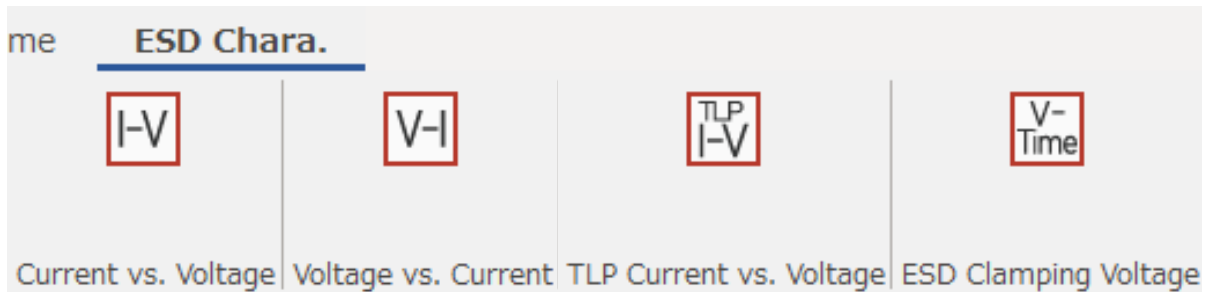 me ESD Chara.
I-V V-I TLP I-V V-Time
Current vs. Voltage Voltage vs. Current TLP Current vs. Voltage ESD Clamping Voltage